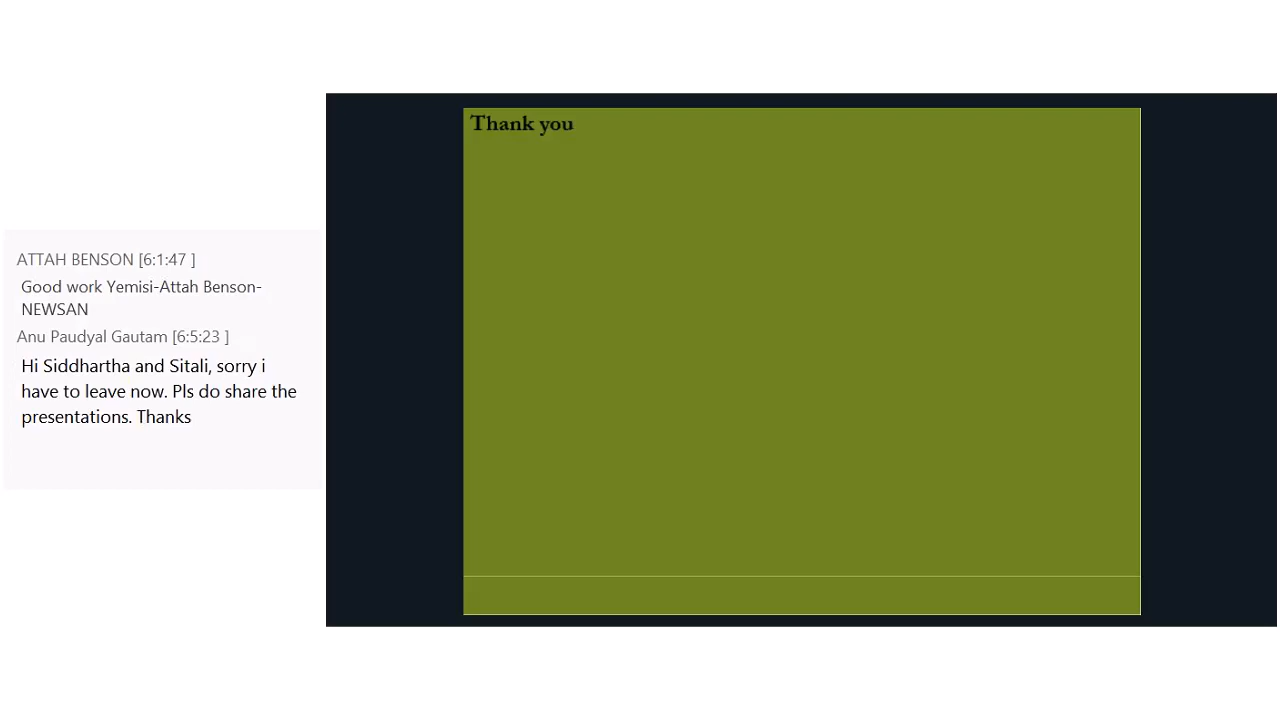 Thank you
ATTAH BENSON [6:1:47 ]
Good work Yemisi-Attah Benson-
NEWSAN
Anu Paudyal Gautam [6:5:23 ]
Hi Siddhartha and Sitali, sorry i
have to leave now. Pls do share the
presentations. Thanks